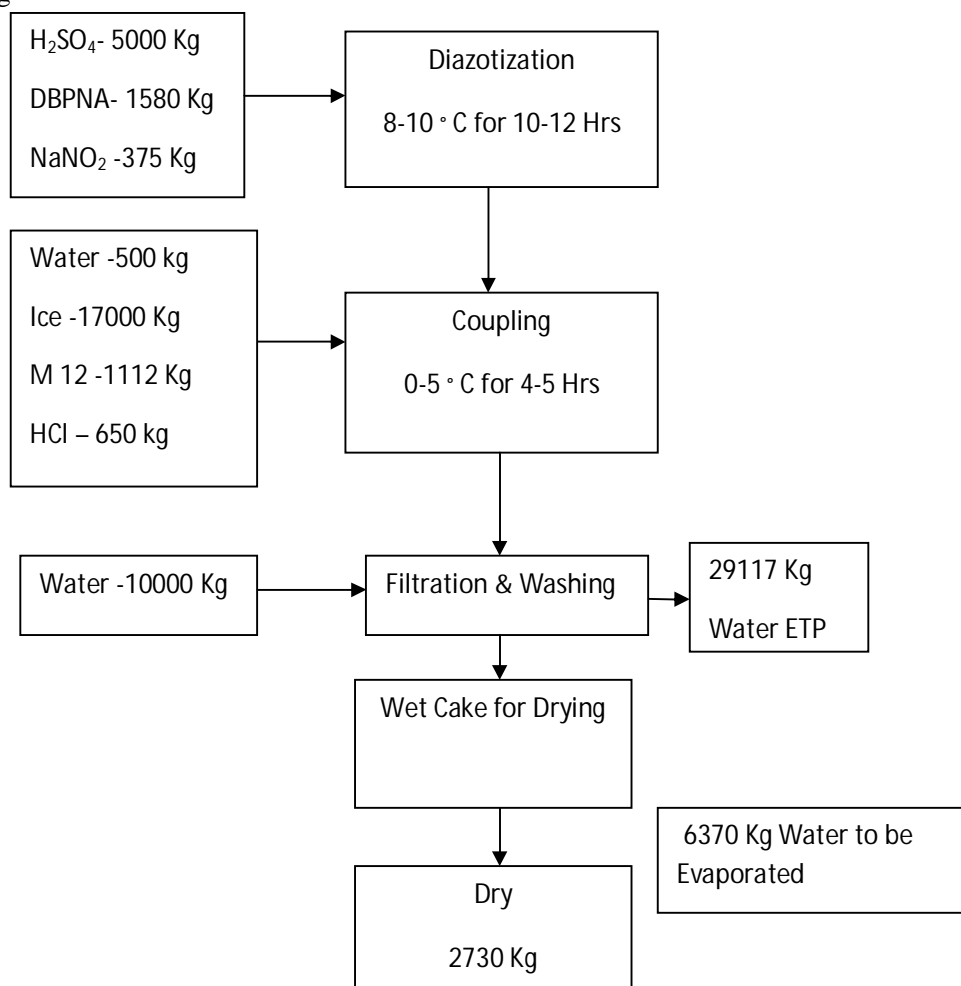 H₂SO₄- 5000 Kg
DBPNA- 1580 Kg
NaNO₂ -375 Kg
Diazotization
8-10 ° C for 10-12 Hrs
Water -500 kg
Ice -17000 Kg
M 12 -1112 Kg
HCl – 650 kg
Coupling
0-5 ° C for 4-5 Hrs
Water -10000 Kg
Filtration & Washing
29117 Kg
Water ETP
Wet Cake for Drying
6370 Kg Water to be
Evaporated
Dry
2730 Kg